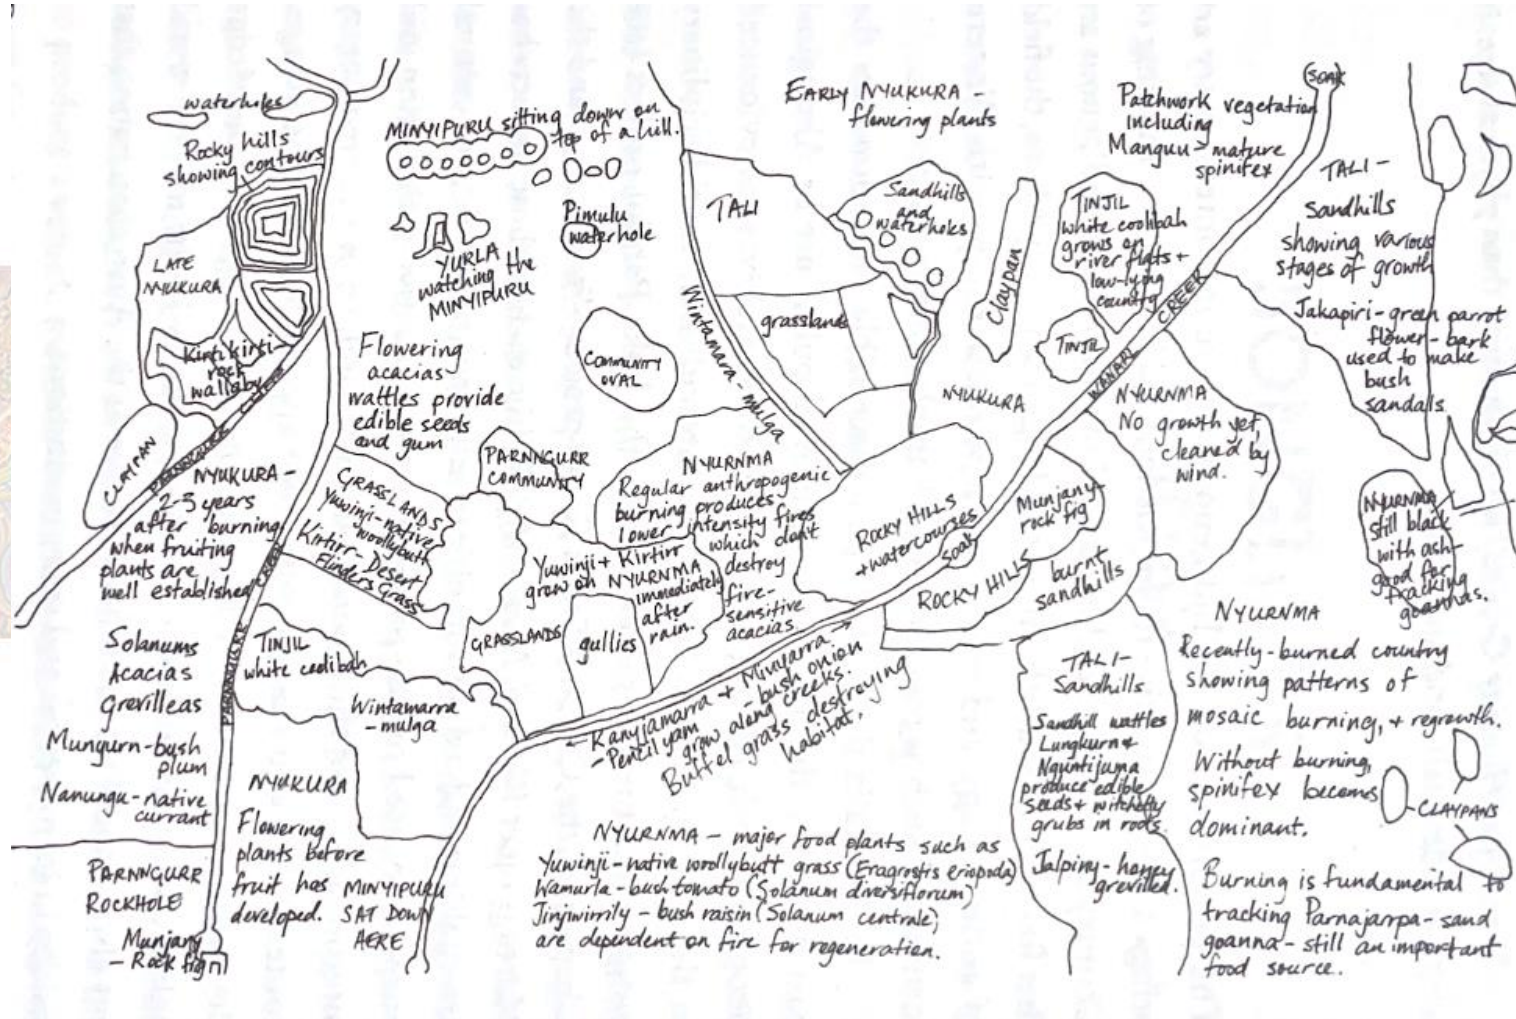 waterholes
Rocky hills
showing contours
LATE
NYUKURA
Kirtikirti-
rock
wallaby
CLAYPAN
PARNNGURR CREEK
MINYIPURU sitting down on
top of a hill.
YURLA
watching the
MINYIPURU
Pimulu
waterhole
Flowering
acacias
wattles provide
edible seeds
and gum
COMMUNITY
OVAL
PARNNGURR
COMMUNITY
NYUKURA -
2-3 years
after burning
when fruiting
plants are
well established
GRASSLANDS
Yuwinji-native
woollybutt
Kirtirr- Desert
Flinders Grass
Solanums
Acacias
Grevilleas
Mungurn-bush
plum
Nanungu-native
currant
PARNNGURR CREEK
TINJIL
white coolibah
Wintamarra
-mulga
NYUKURA
Flowering
plants before
fruit has
developed.
MINYIPURU
SAT DOWN
HERE
PARNNGURR
ROCKHOLE
Munjany
- Rock fig
EARLY NYUKURA -
flowering plants
TALI
Wintamara-mulga
grasslands
Sandhills
and
waterholes
Claypan
NYUKURA
TINJIL
white coolibah
grows on
river flats +
low-lying
country
TINJIL
Patchwork vegetation
including
Manguu - mature
spinifex
SOAK
WANARL CREEK
TALI-
Sandhills
showing various
stages of growth
Jakapiri-green parrot
flower - bark
used to make
bush
sandals
NYURNMA
No growth yet,
cleaned by
wind.
NYURNMA
Regular anthropogenic
burning produces
lower intensity fires
which don't
destroy
fire-
sensitive
acacias
Yuwinji + Kirtirr
grow on NYURNMA
immediately
after
rain.
GRASSLANDS
gullies
ROCKY HILLS
+ watercourses
soak
Munjany-
rock fig
ROCKY HILLS
burnt
sandhills
Kanyjamarra + Minyarra
- Pencil yam - bush onion
grow along creeks.
Buffel grass destroying
habitat.
NYURNMA
still black
with ash-
good for
tracking
goannas.
TALI-
Sandhills
Sandhill wattles
Lungkurn +
Nguntijuma
produce edible
seeds + witchetty
grubs in roots.
Jalpiny-honey
grevillea.
NYURNMA
Recently-burned country
showing patterns of
mosaic burning, + regrowth.
Without burning,
spinifex becomes
dominant.
CLAYPANS
Burning is fundamental to
tracking Parnajarrpa-sand
goanna - still an important
food source.
NYURNMA - major food plants such as
Yuwinji-native woollybutt grass (Eragrostis eriopoda)
Wamurla - bush tomato (Solanum diversiflorum)
Jinjiwirrily - bush raisin (Solanum centrale)
are dependent on fire for regeneration.